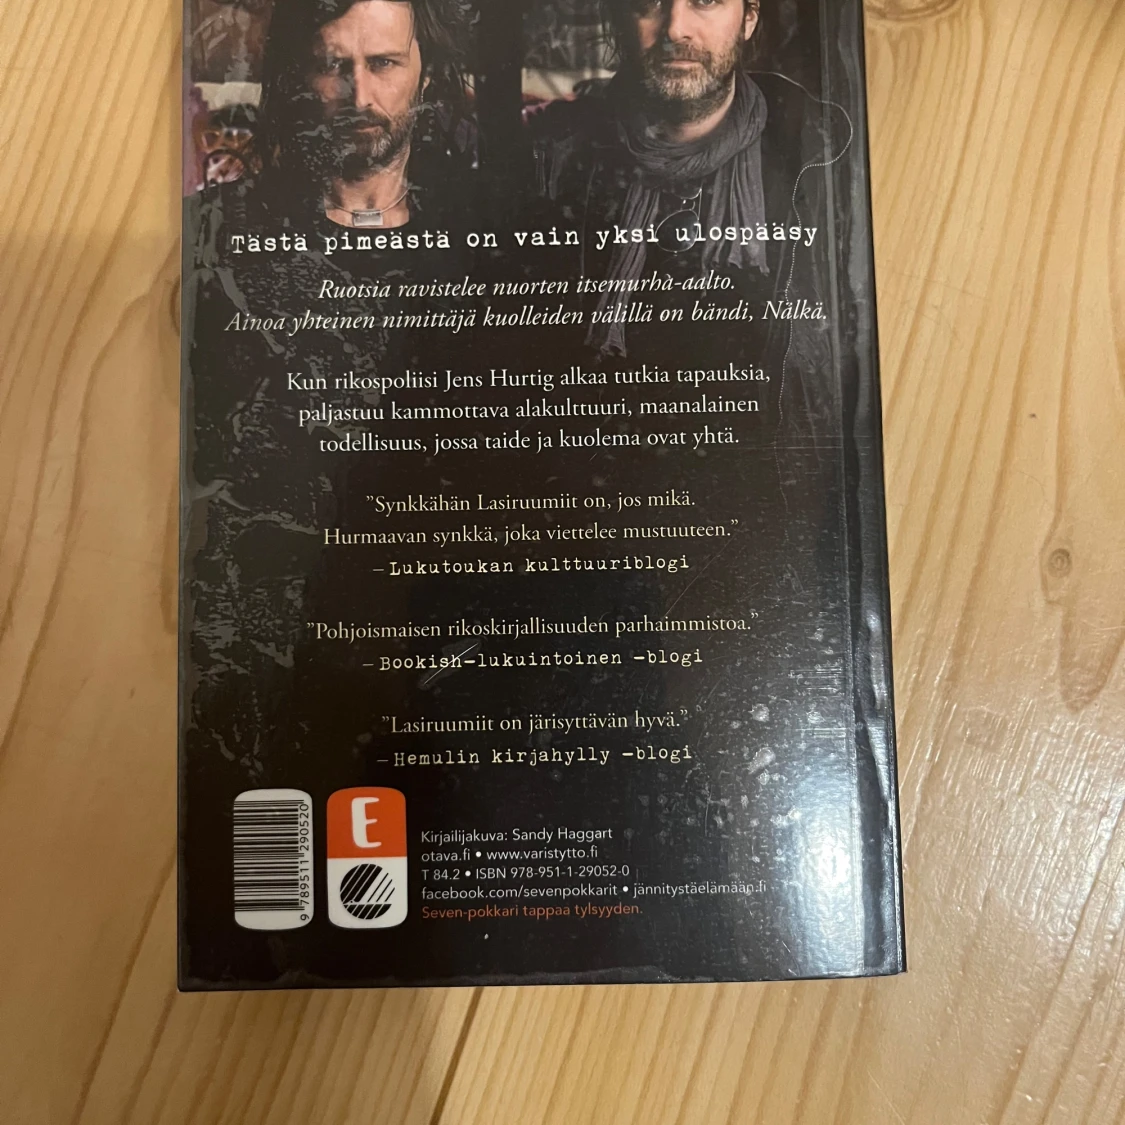 Tästä pimeästä on vain yksi ulospääsy
Ruotsia ravistelee nuorten itsemurha-aalto.
Ainoa yhteinen nimittäjä kuolleiden välillä on bändi, Nälkä.
Kun rikospoliisi Jens Hurtig alkaa tutkia tapauksia,
paljastuu kammottava alakulttuuri, maanalainen
todellisuus, jossa taide ja kuolema ovat yhtä.
”Synkkähän Lasiruumiit on, jos mikä.
Hurmaavan synkkä, joka viettelee mustuuteen.”
– Lukutoukan kulttuuriblogi
”Pohjoismaisen rikoskirjallisuuden parhaimmistoa.”
– Bookish-lukuintoinen –blogi
”Lasiruumiit on järisyttävän hyvä.”
– Hemulin kirjahylly –blogi
9 789511 290520
E
Kirjailijakuva: Sandy Haggart
otava.fi • www.varistytto.fi
T 84.2 • ISBN 978-951-1-29052-0
facebook.com/sevenpokkarit • jännitystäelämään.fi
Seven-pokkari tappaa tylsyyden.